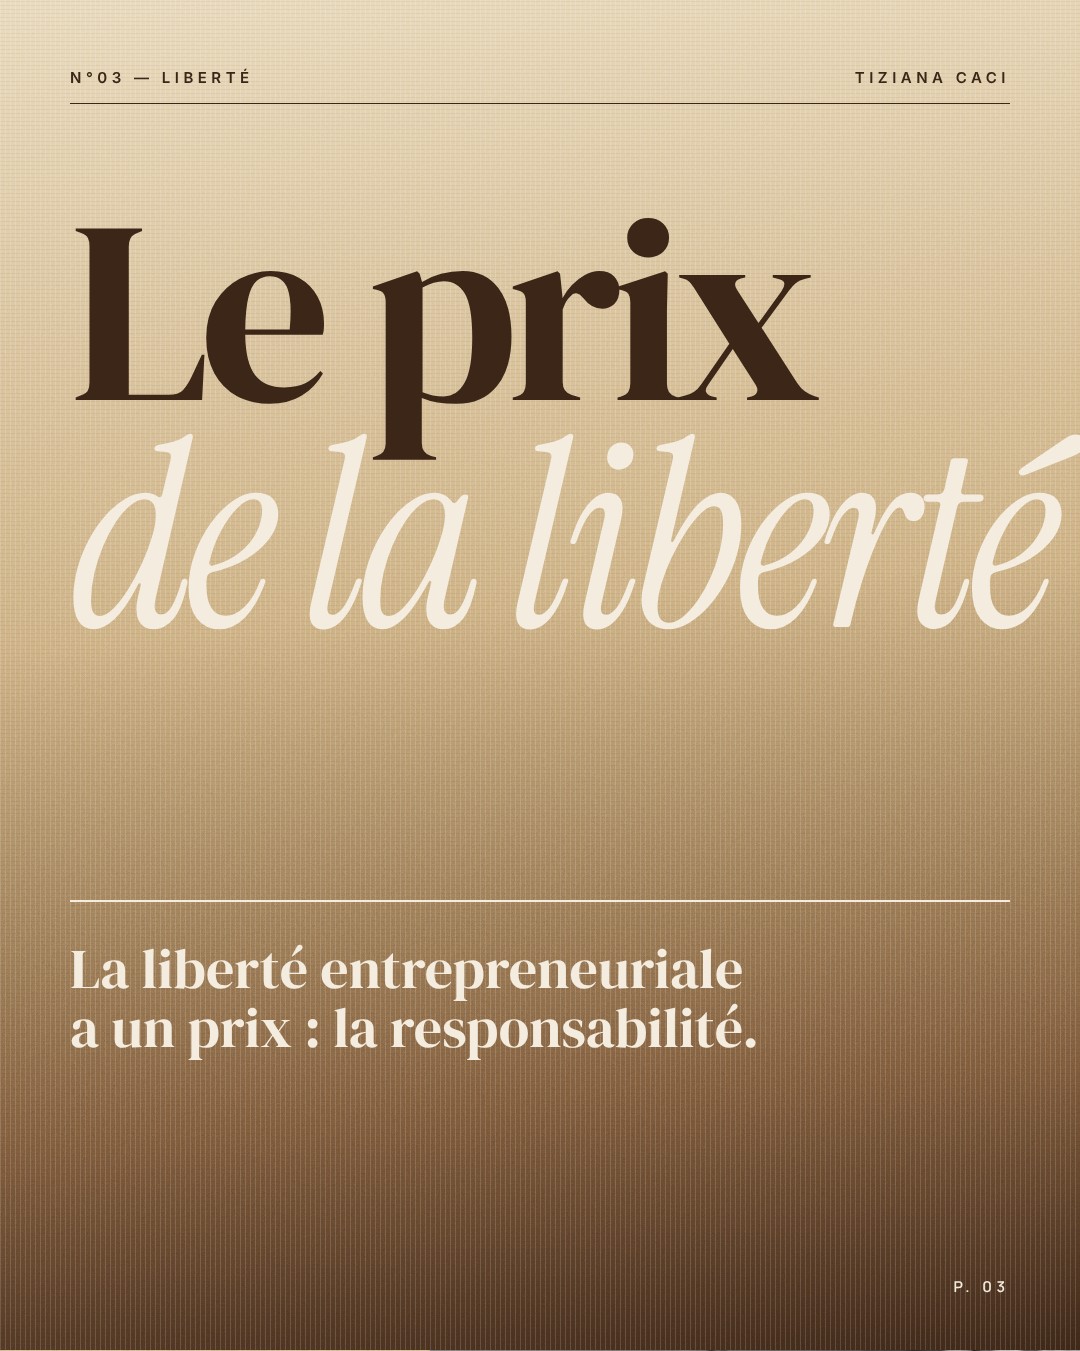 N°03 — LIBERTÉ
TIZIANA CACI
Le prix
de la liberté
La liberté entrepreneuriale
a un prix : la responsabilité.
P. 03